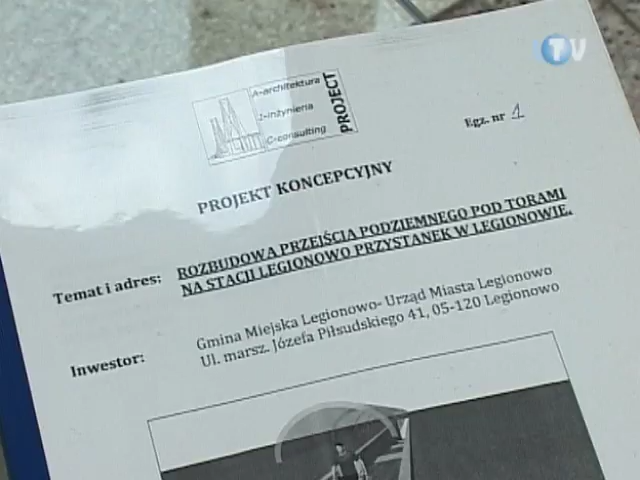 TV
A-architektura
I-inżynieria
C-consulting
PROJECT
Egz. nr 1
PROJEKT KONCEPCYJNY
Temat i adres: ROZBUDOWA PRZEJŚCIA PODZIEMNEGO POD TORAMI
NA STACJI LEGIONOWO PRZYSTANEK W LEGIONOWIE.
Inwestor: Gmina Miejska Legionowo- Urząd Miasta Legionowo
Ul. marsz. Józefa Piłsudskiego 41, 05-120 Legionowo